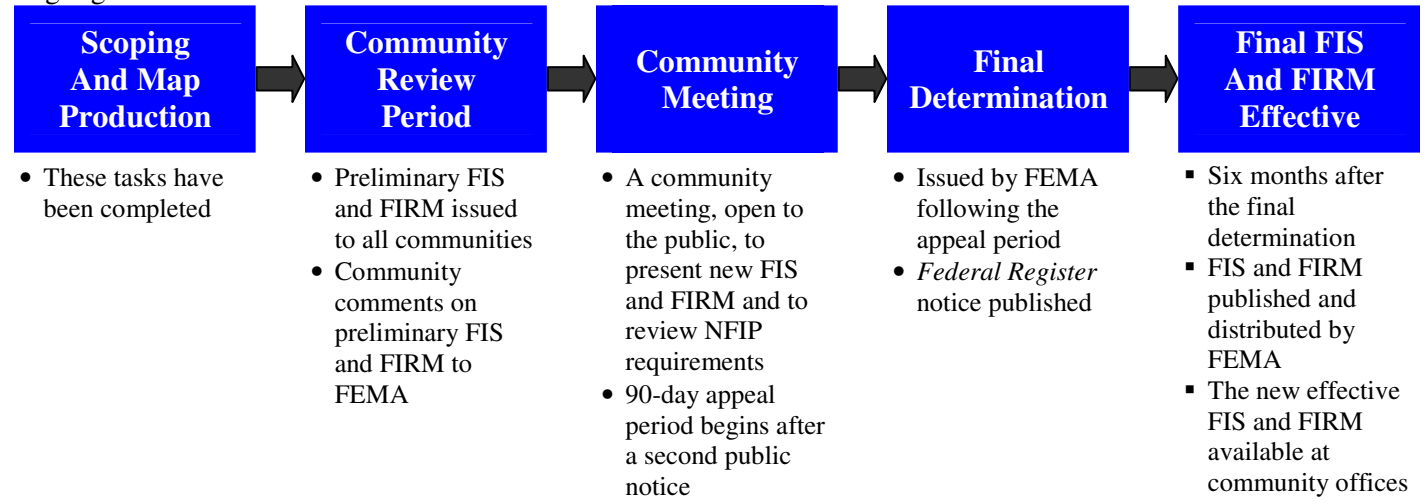 Scoping
And Map
Production
Community
Review
Period
Community
Meeting
Final
Determination
Final FIS
And FIRM
Effective
• These tasks have
been completed
• Preliminary FIS
and FIRM issued
to all communities
• Community
comments on
preliminary FIS
and FIRM to
FEMA
• A community
meeting, open to
the public, to
present new FIS
and FIRM and to
review NFIP
requirements
• 90-day appeal
period begins after
a second public
notice
• Issued by FEMA
following the
appeal period
• Federal Register
notice published
▪ Six months after
the final
determination
▪ FIS and FIRM
published and
distributed by
FEMA
▪ The new effective
FIS and FIRM
available at
community offices